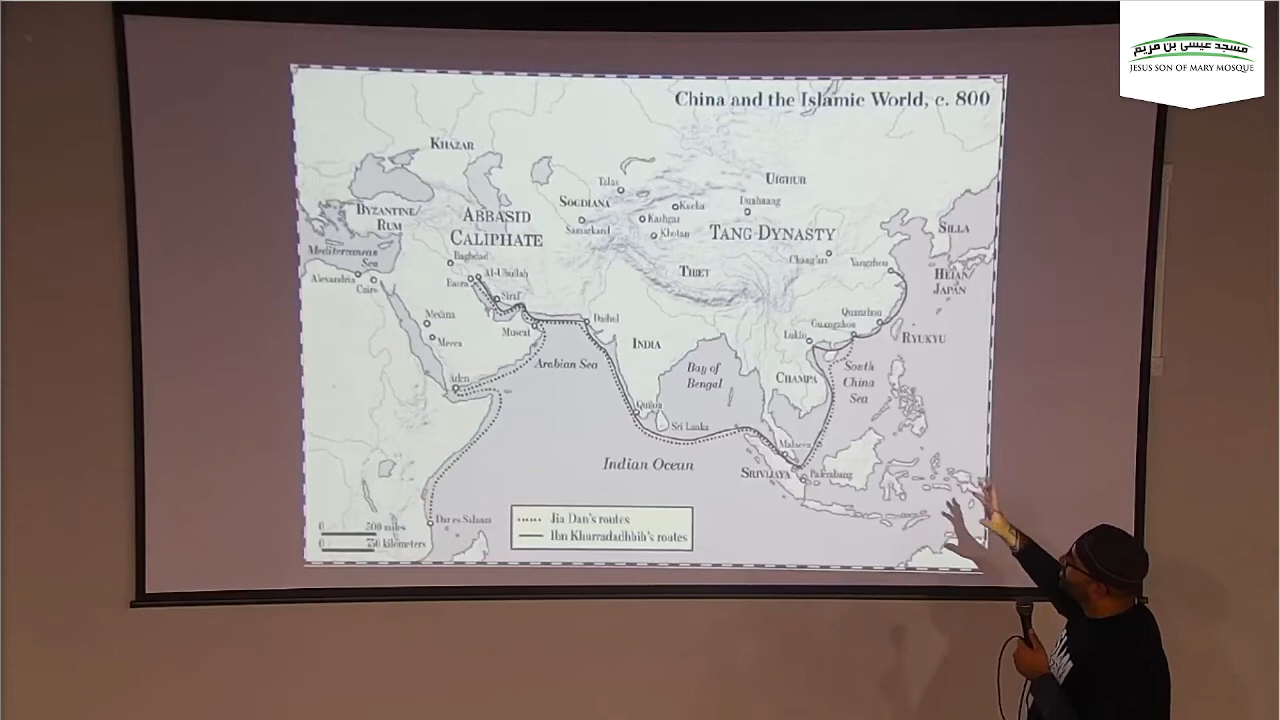 مسجد عيسى بن مريم
JESUS SON OF MARY MOSQUE
China and the Islamic World, c. 800
KHAZAR
UIGHUR
Talas
SOGDIANA
Kucha
Dunhuang
BYZANTINE
RUM
ABBASID
CALIPHATE
Samarkand
Kashgar
Khotan
TANG DYNASTY
SILLA
Mediterranean
Sea
Baghdad
Chang'an
Yangzhou
Alexandria
Cairo
Al-Ubullah
Basra
TIBET
HEIAN
JAPAN
Siraf
Medina
Mecca
Muscat
Daibul
INDIA
Quanzhou
Guangzhou
Lukin
RYUKYU
Arabian Sea
Bay of
Bengal
CHAMPA
South
China
Sea
Aden
Quilon
Sri Lanka
Malacca
Indian Ocean
SRIVIJAYA
Palembang
Dar es Salaam
0 500 miles
0 750 kilometers
Jia Dan's routes
Ibn Khurradadhbih's routes